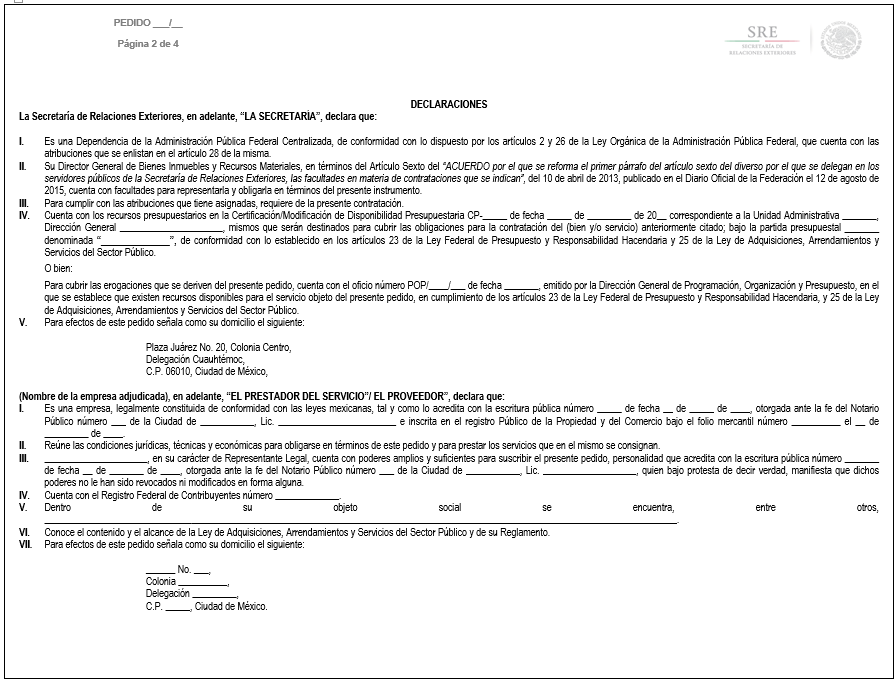 PEDIDO ___/__
Página 2 de 4
SRE
SECRETARÍA DE
RELACIONES EXTERIORES
DECLARACIONES
La Secretaría de Relaciones Exteriores, en adelante, “LA SECRETARÍA”, declara que:
I. Es una Dependencia de la Administración Pública Federal Centralizada, de conformidad con lo dispuesto por los artículos 2 y 26 de la Ley Orgánica de la Administración Pública Federal, que cuenta con las
atribuciones que se enlistan en el artículo 28 de la misma.
II. Su Director General de Bienes Inmuebles y Recursos Materiales, en términos del Artículo Sexto del “ACUERDO por el que se reforma el primer párrafo del artículo sexto del diverso por el que se delegan en los
servidores públicos de la Secretaría de Relaciones Exteriores, las facultades en materia de contrataciones que se indican”, del 10 de abril de 2013, publicado en el Diario Oficial de la Federación el 12 de agosto de
2015, cuenta con facultades para representarla y obligarla en términos del presente instrumento.
III. Para cumplir con las atribuciones que tiene asignadas, requiere de la presente contratación.
IV. Cuenta con los recursos presupuestarios en la Certificación/Modificación de Disponibilidad Presupuestaria CP-_____ de fecha _____ de _________ de 20__ correspondiente a la Unidad Administrativa _______,
Dirección General _____________________, mismos que serán destinados para cubrir las obligaciones para la contratación del (bien y/o servicio) anteriormente citado; bajo la partida presupuestal _______
denominada “______________”, de conformidad con lo establecido en los artículos 23 de la Ley Federal de Presupuesto y Responsabilidad Hacendaria y 25 de la Ley de Adquisiciones, Arrendamientos y
Servicios del Sector Público.
O bien:
Para cubrir las erogaciones que se deriven del presente pedido, cuenta con el oficio número POP/____/___ de fecha _______, emitido por la Dirección General de Programación, Organización y Presupuesto, en el
que se establece que existen recursos disponibles para el servicio objeto del presente pedido, en cumplimiento de los artículos 23 de la Ley Federal de Presupuesto y Responsabilidad Hacendaria, y 25 de la Ley
de Adquisiciones, Arrendamientos y Servicios del Sector Público.
V. Para efectos de este pedido señala como su domicilio el siguiente:
Plaza Juárez No. 20, Colonia Centro,
Delegación Cuauhtémoc,
C.P. 06010, Ciudad de México,
(Nombre de la empresa adjudicada), en adelante, “EL PRESTADOR DEL SERVICIO”/ EL PROVEEDOR”, declara que:
I. Es una empresa, legalmente constituida de conformidad con las leyes mexicanas, tal y como lo acredita con la escritura pública número _____ de fecha __ de _____ de ____, otorgada ante la fe del Notario
Público número ___ de la Ciudad de ___________, Lic. ________________________ e inscrita en el registro Público de la Propiedad y del Comercio bajo el folio mercantil número __________ el __ de
_________ de ____.
II. Reúne las condiciones jurídicas, técnicas y económicas para obligarse en términos de este pedido y para prestar los servicios que en el mismo se consignan.
III. _____________________, en su carácter de Representante Legal, cuenta con poderes amplios y suficientes para suscribir el presente pedido, personalidad que acredita con la escritura pública número _______
de fecha __ de _______ de ____, otorgada ante la fe del Notario Público número ___ de la Ciudad de ___________, Lic. ___________________, quien bajo protesta de decir verdad, manifiesta que dichos
poderes no le han sido revocados ni modificados en forma alguna.
IV. Cuenta con el Registro Federal de Contribuyentes número _____________.
V. Dentro de su objeto social se encuentra, entre otros,
____________________________________________________________.
VI. Conoce el contenido y el alcance de la Ley de Adquisiciones, Arrendamientos y Servicios del Sector Público y de su Reglamento.
VII. Para efectos de este pedido señala como su domicilio el siguiente:
______ No. ___,
Colonia __________,
Delegación _________,
C.P. _____, Ciudad de México.